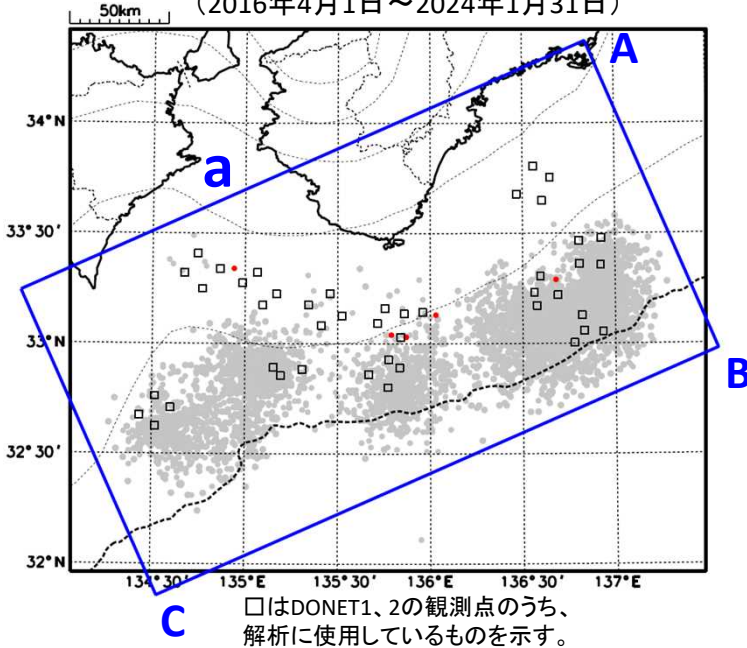 (2016年4月1日～2024年1月31日)
50km
A
34°N
a
33°30′
33°N
B
32°30′
32°N
134°30′ 135°E 135°30′ 136°E 136°30′ 137°E
C
□はDONET1、2の観測点のうち、
解析に使用しているものを示す。